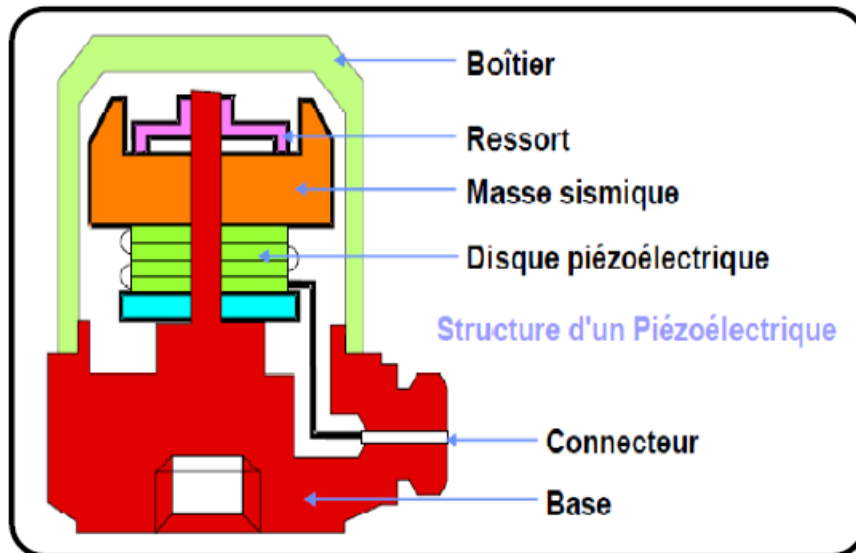 Boîtier
Ressort
Masse sismique
Disque piézoélectrique
Structure d'un Piézoélectrique
Connecteur
Base